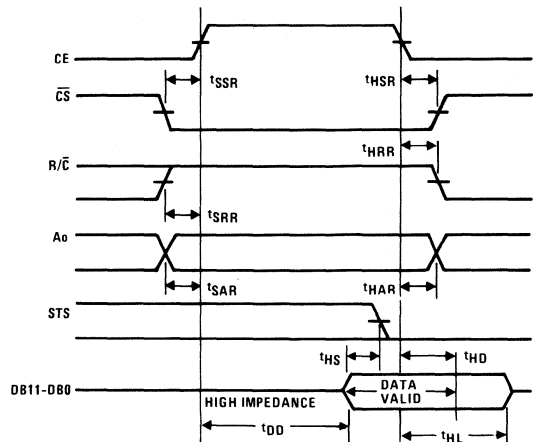 CE
tSSR
tHSR
CS
tHRR
R/C
tSRR
Ao
tSAR
tHAR
STS
tHS
tHD
DB11-DB0
HIGH IMPEDANCE
DATA
VALID
tDD
tHL